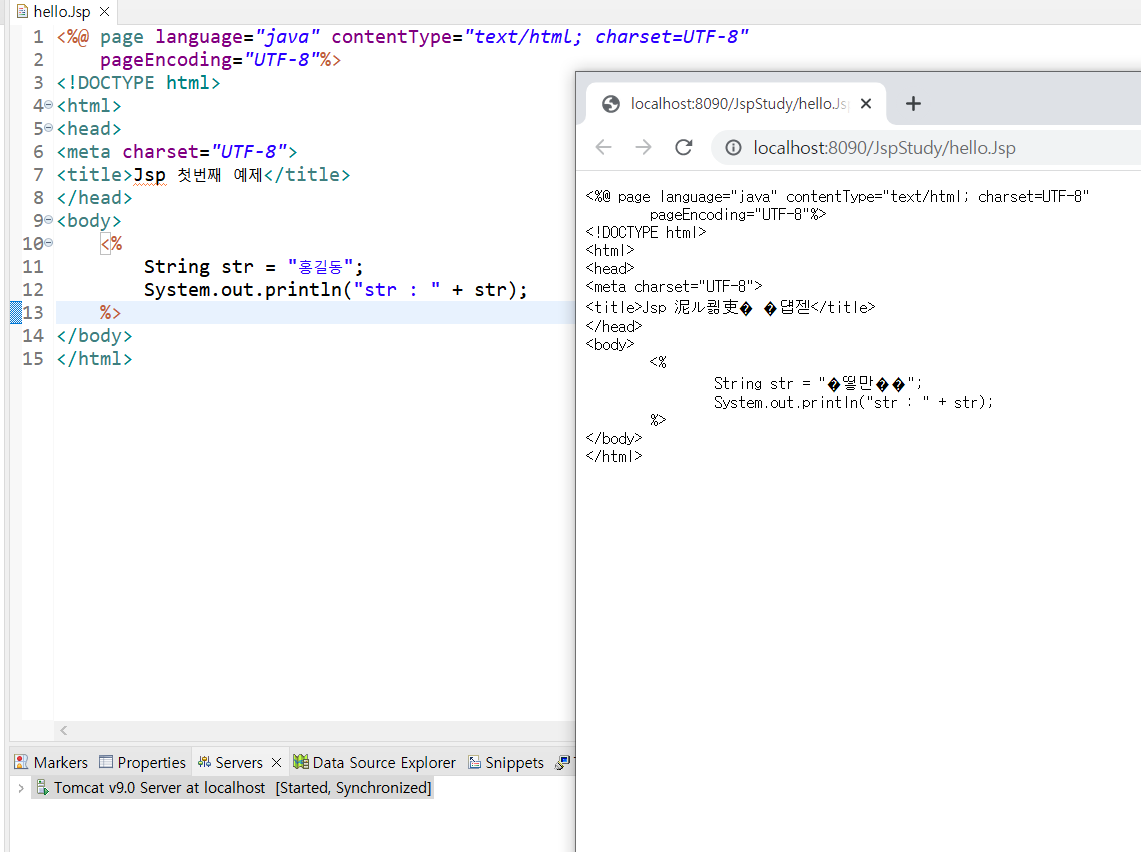 hello.Jsp
1 <%@ page language="java" contentType="text/html; charset=UTF-8"
2 pageEncoding="UTF-8"%>
3 <!DOCTYPE html>
4 <html>
5 <head>
6 <meta charset="UTF-8">
7 <title>Jsp 첫번째 예제</title>
8 </head>
9 <body>
10 <%
11 String str = "홍길동";
12 System.out.println("str : " + str);
13 %>
14 </body>
15 </html>
Markers Properties Servers Data Source Explorer Snippets
Tomcat v9.0 Server at localhost [Started, Synchronized]
localhost:8090/JspStudy/hello.Js
localhost:8090/JspStudy/hello.Jsp
<%@ page language="java" contentType="text/html; charset=UTF-8"
pageEncoding="UTF-8"%>
<!DOCTYPE html>
<html>
<head>
<meta charset="UTF-8">
<title>Jsp 泥ル쾲吏� �덉젣</title>
</head>
<body>
<%
String str = "�띻만��";
System.out.println("str : " + str);
%>
</body>
</html>